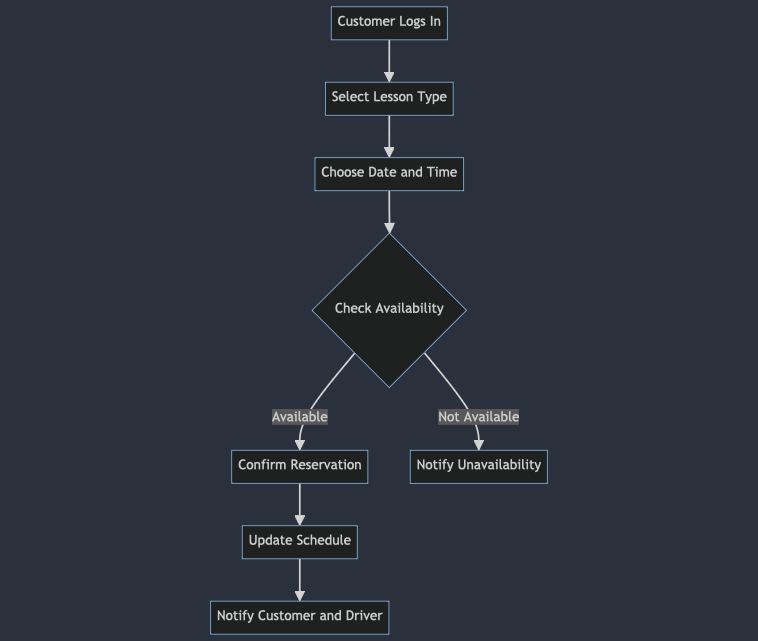 Customer Logs In
Select Lesson Type
Choose Date and Time
Check Availability
Available
Not Available
Confirm Reservation
Notify Unavailability
Update Schedule
Notify Customer and Driver